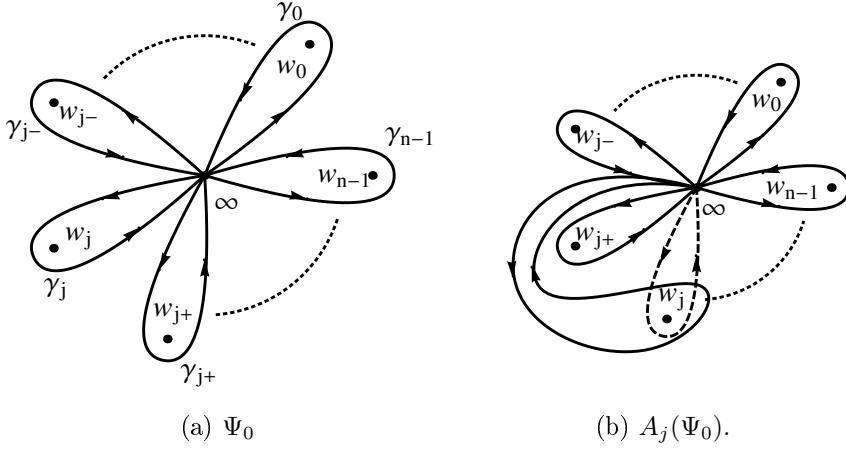 γ₀
w₀
γⱼ₋
wⱼ₋
γₙ₋₁
wₙ₋₁
∞
wⱼ
γⱼ
wⱼ₊
γⱼ₊
(a) Ψ₀
w₀
wⱼ₋
wₙ₋₁
∞
wⱼ₊
wⱼ
(b) Aⱼ(Ψ₀).